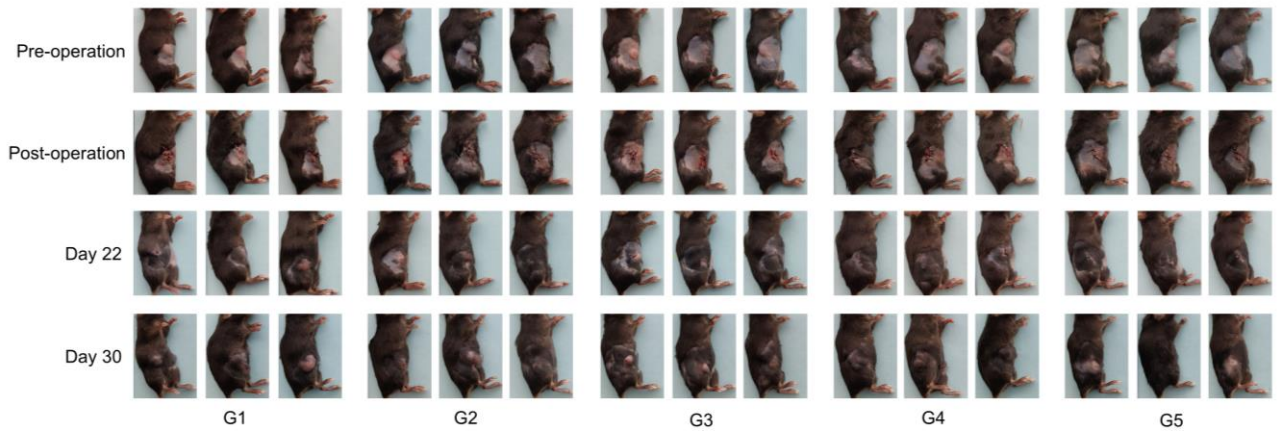 Pre-operation
Post-operation
Day 22
Day 30
G1 G2 G3 G4 G5